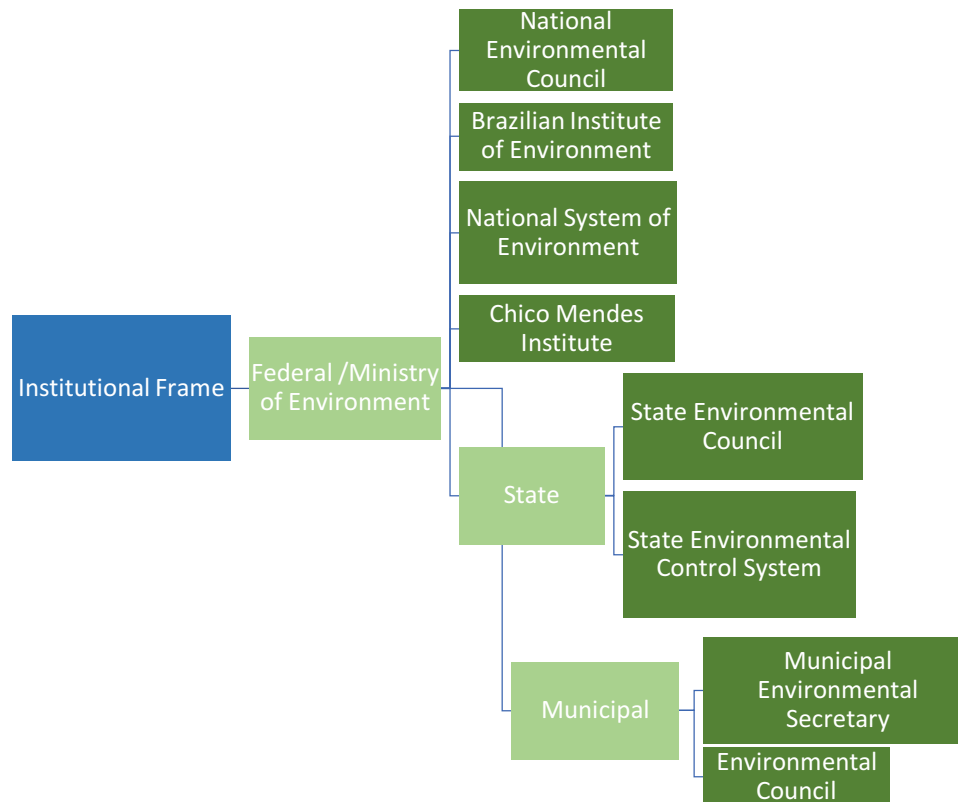 National
Environmental
Council
Brazilian Institute
of Environment
National System of
Environment
Chico Mendes
Institute
Institutional Frame
Federal /Ministry
of Environment
State Environmental
Council
State
State Environmental
Control System
Municipal
Environmental
Secretary
Municipal
Environmental
Council